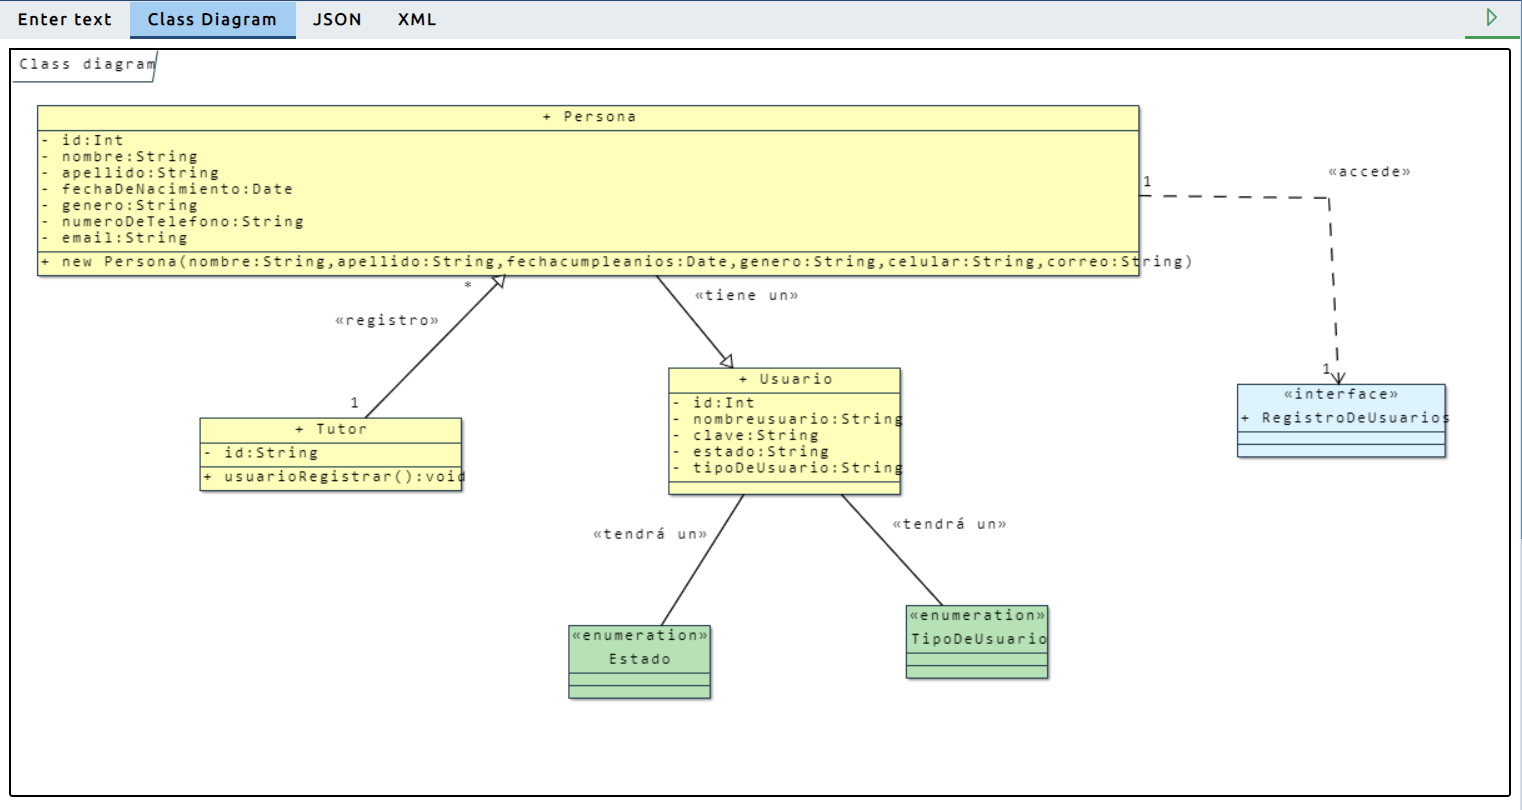 Enter text
Class Diagram
JSON
XML
Class diagram
+ Persona
- id:Int
- nombre:String
- apellido:String
- fechaDeNacimiento:Date
- genero:String
- numeroDeTelefono:String
- email:String
+ new Persona(nombre:String,apellido:String,fechacumpleanios:Date,genero:String,celular:String,correo:String)
1
«accede»
1
*
«registro»
1
«tiene un»
+ Tutor
- id:String
+ usuarioRegistrar():void
+ Usuario
- id:Int
- nombreusuario:String
- clave:String
- estado:String
- tipoDeUsuario:String
«interface»
+ RegistroDeUsuarios
«tendrá un»
«tendrá un»
«enumeration»
Estado
«enumeration»
TipoDeUsuario